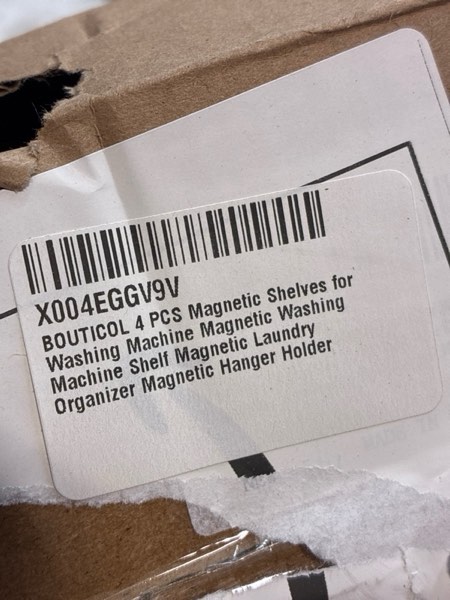 X004EGGV9V
BOUTICOL 4 PCS Magnetic Shelves for
Washing Machine Magnetic Washing
Machine Shelf Magnetic Laundry
Organizer Magnetic Hanger Holder